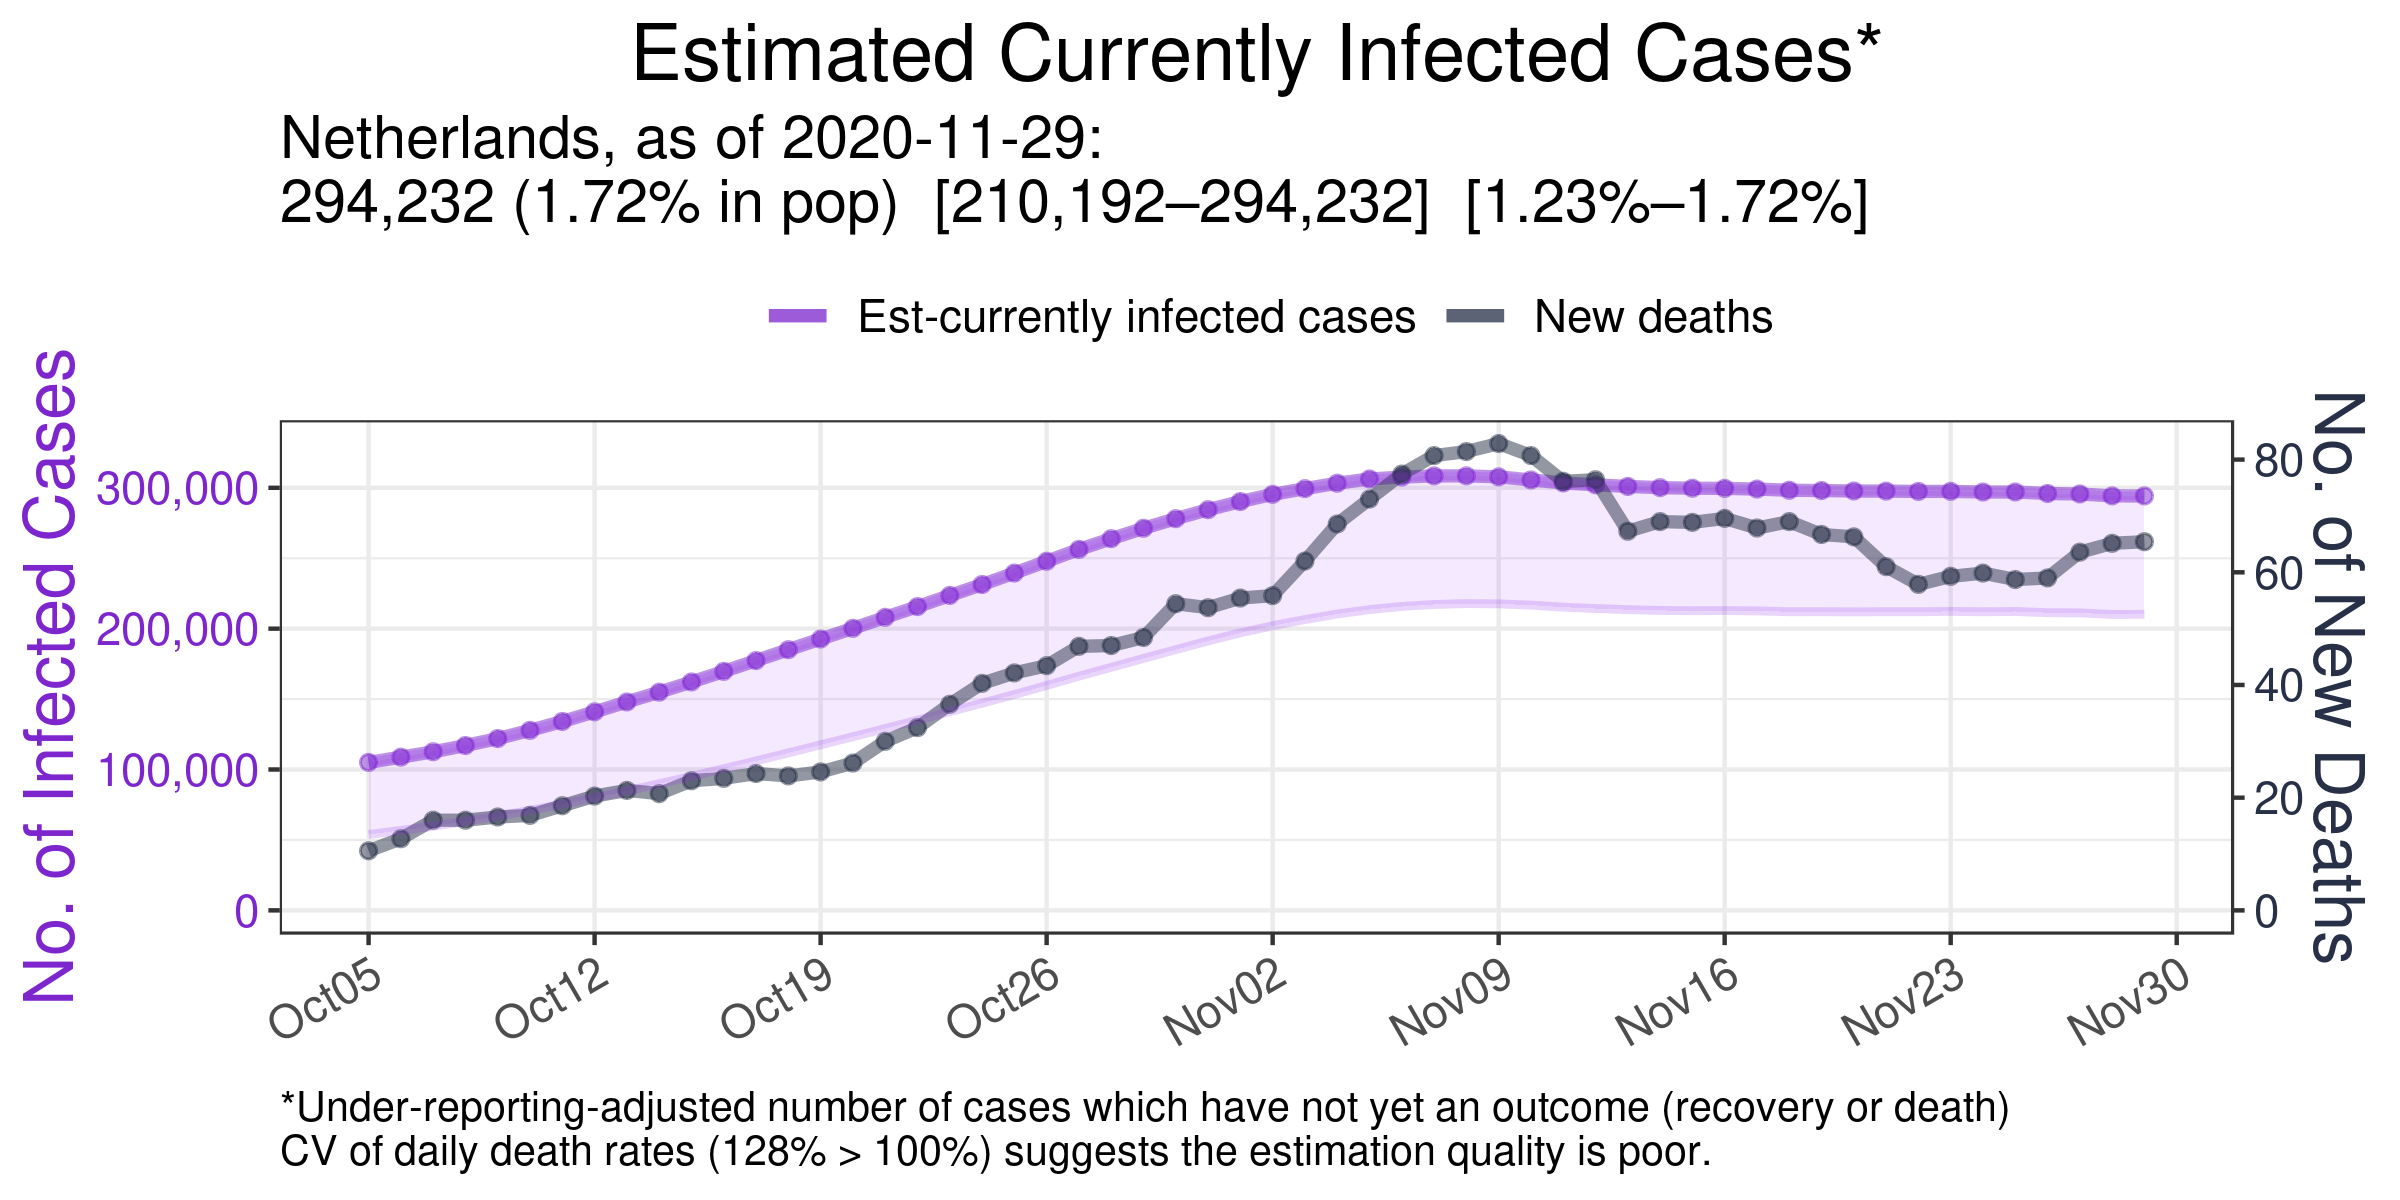 Estimated Currently Infected Cases*
Netherlands, as of 2020-11-29:
294,232 (1.72% in pop)  [210,192–294,232]  [1.23%–1.72%]
Est-currently infected cases
New deaths
No. of Infected Cases
300,000
200,000
100,000
0
80
60
40
20
0
No. of New Deaths
Oct05
Oct12
Oct19
Oct26
Nov02
Nov09
Nov16
Nov23
Nov30
*Under-reporting-adjusted number of cases which have not yet an outcome (recovery or death)
CV of daily death rates (128% > 100%) suggests the estimation quality is poor.